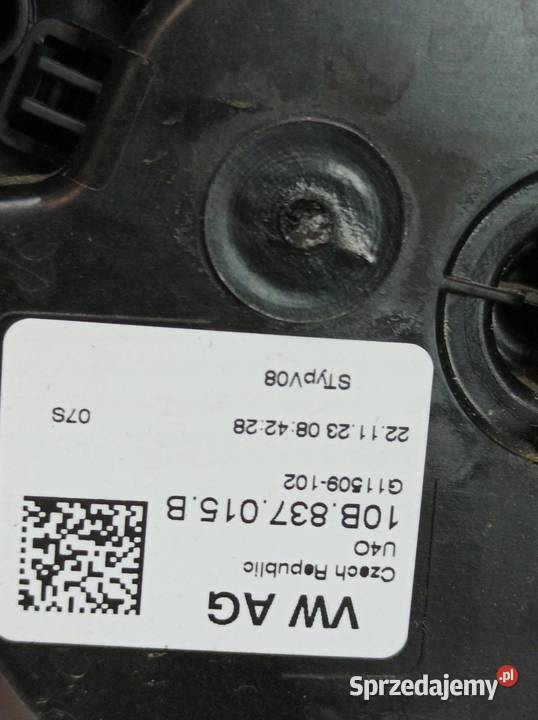 VW AG
Czech Republic
U4O
10B.837.015.B
G11509-102
22.11.23 08:42:28 07S
STypV08
Sprzedajemy.pl